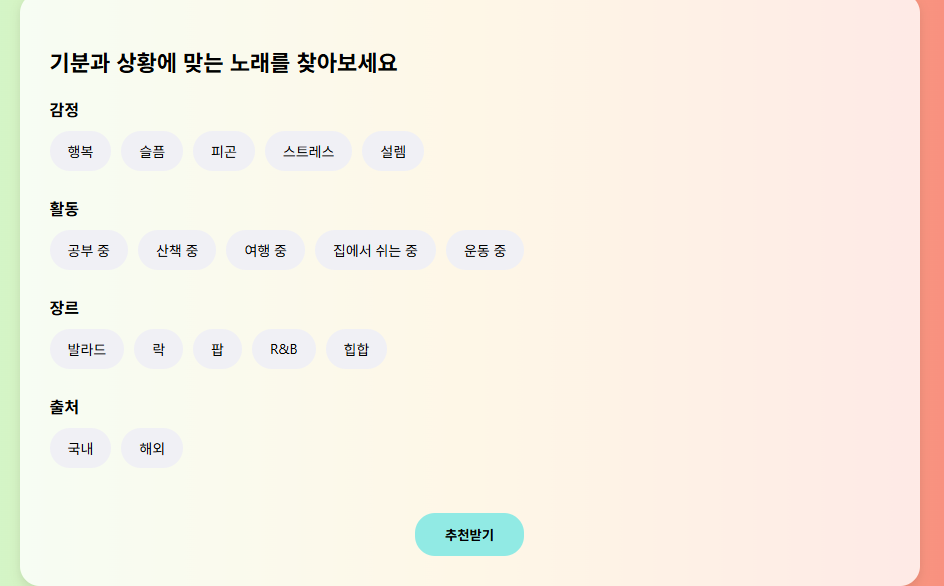 기분과 상황에 맞는 노래를 찾아보세요
감정
행복 슬픔 피곤 스트레스 설렘
활동
공부 중 산책 중 여행 중 집에서 쉬는 중 운동 중
장르
발라드 락 팝 R&B 힙합
출처
국내 해외
추천받기